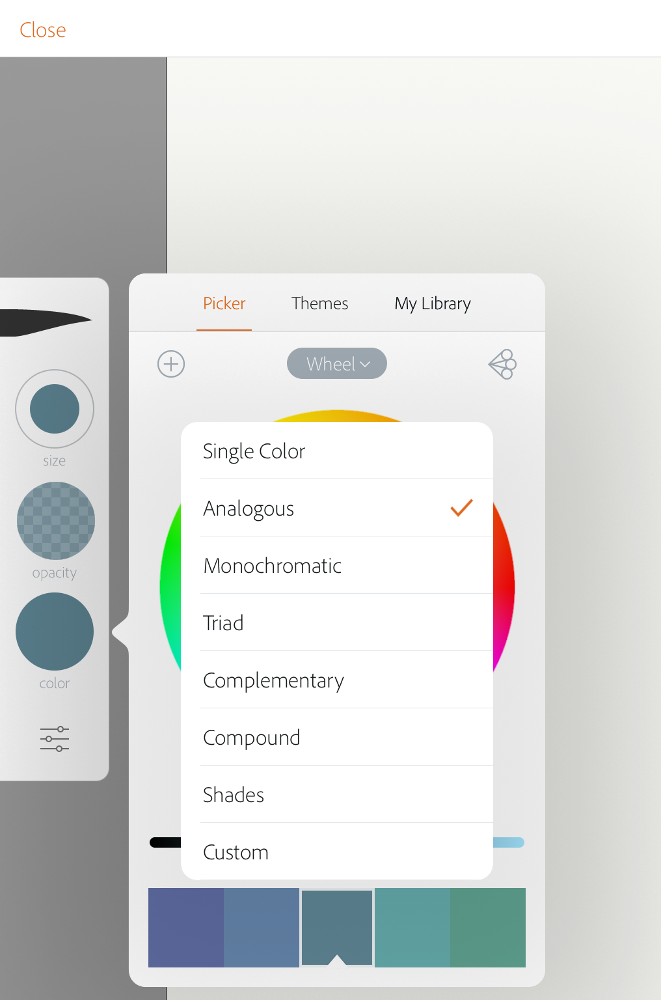 Close
Picker Themes My Library
Wheel
size
opacity
color
Single Color
Analogous
Monochromatic
Triad
Complementary
Compound
Shades
Custom